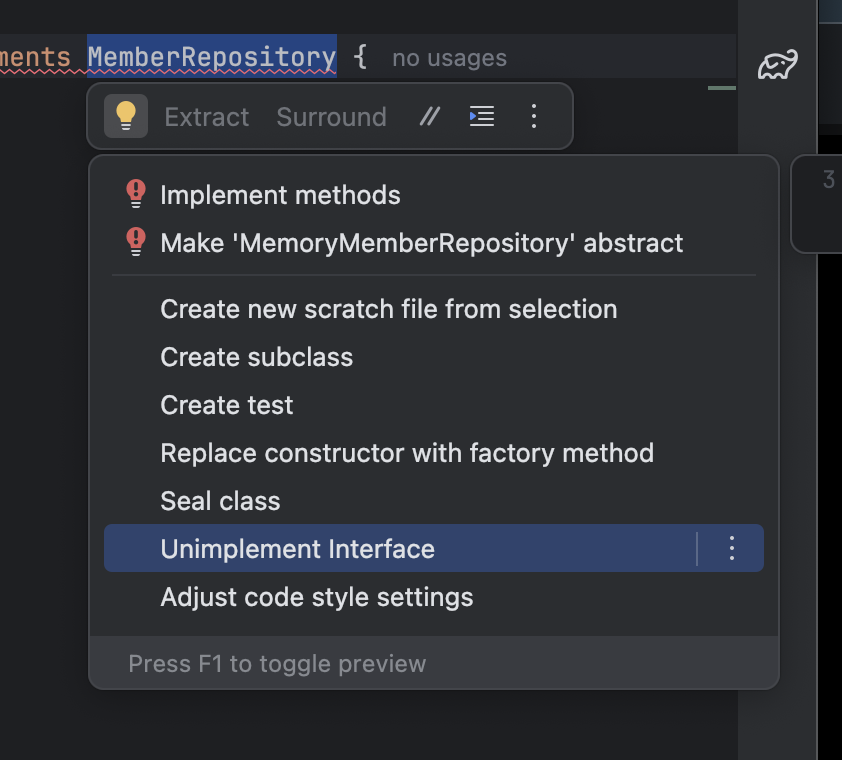 ments MemberRepository { no usages
Extract Surround //
3
Implement methods
Make 'MemoryMemberRepository' abstract
Create new scratch file from selection
Create subclass
Create test
Replace constructor with factory method
Seal class
Unimplement Interface
Adjust code style settings
Press F1 to toggle preview